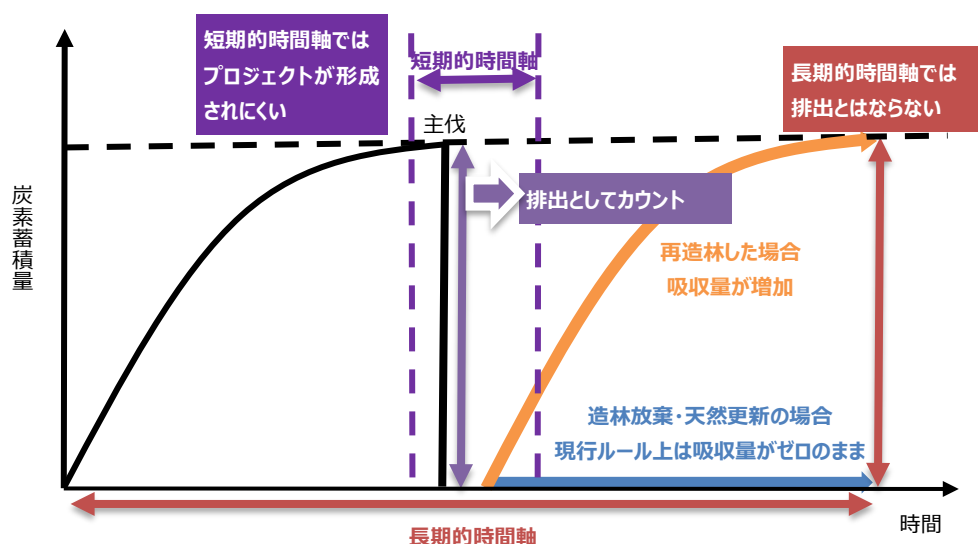 短期的時間軸では
プロジェクトが形成
されにくい
短期的時間軸
長期的時間軸では
排出とはならない
主伐
排出としてカウント
炭素蓄積量
再造林した場合
吸収量が増加
造林放棄・天然更新の場合
現行ルール上は吸収量がゼロのまま
時間
長期的時間軸